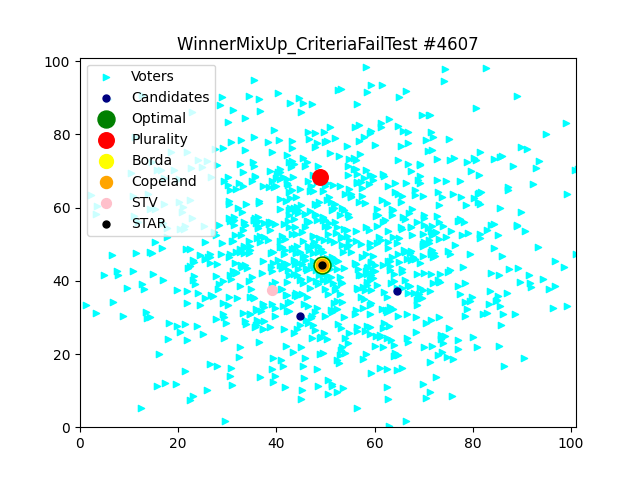 WinnerMixUp_CriteriaFailTest #4607
100
80
60
40
20
0
Voters
Candidates
Optimal
Plurality
Borda
Copeland
STV
STAR
0 20 40 60 80 100